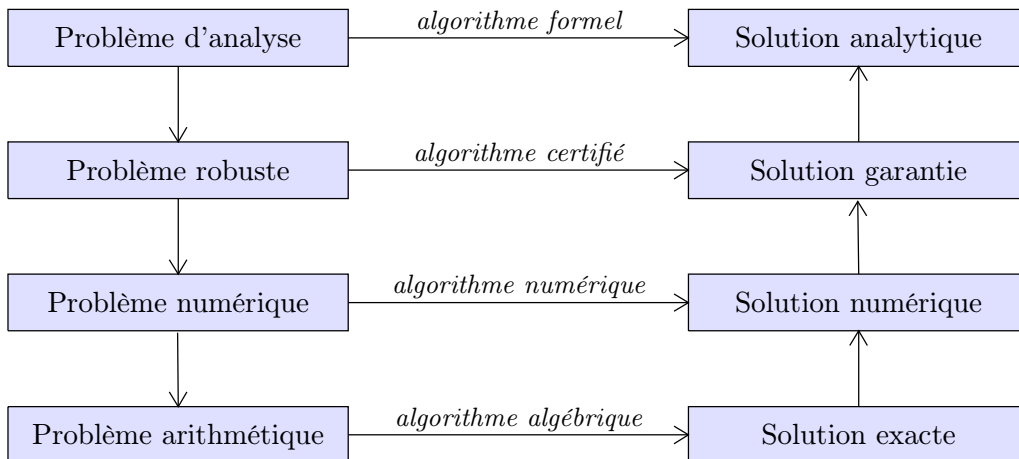 Problème d'analyse
algorithme formel
Solution analytique
Problème robuste
algorithme certifié
Solution garantie
Problème numérique
algorithme numérique
Solution numérique
Problème arithmétique
algorithme algébrique
Solution exacte